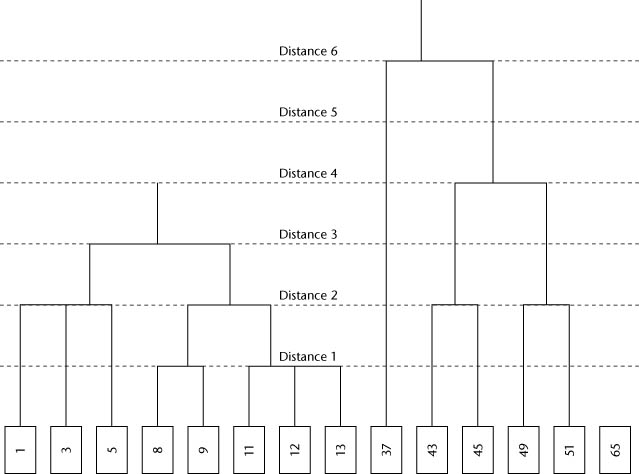 Distance 6
Distance 5
Distance 4
Distance 3
Distance 2
Distance 1
1 3 5 8 9 11 12 13 37 43 45 49 51 65